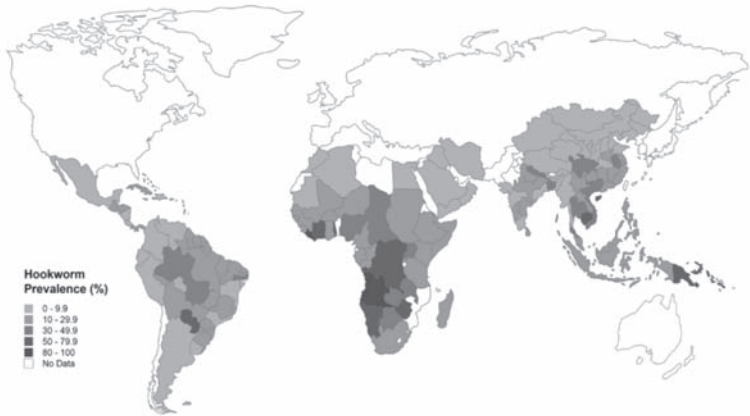 Hookworm
Prevalence (%)
0 - 9.9
10 - 29.9
30 - 49.9
50 - 79.9
80 - 100
No Data